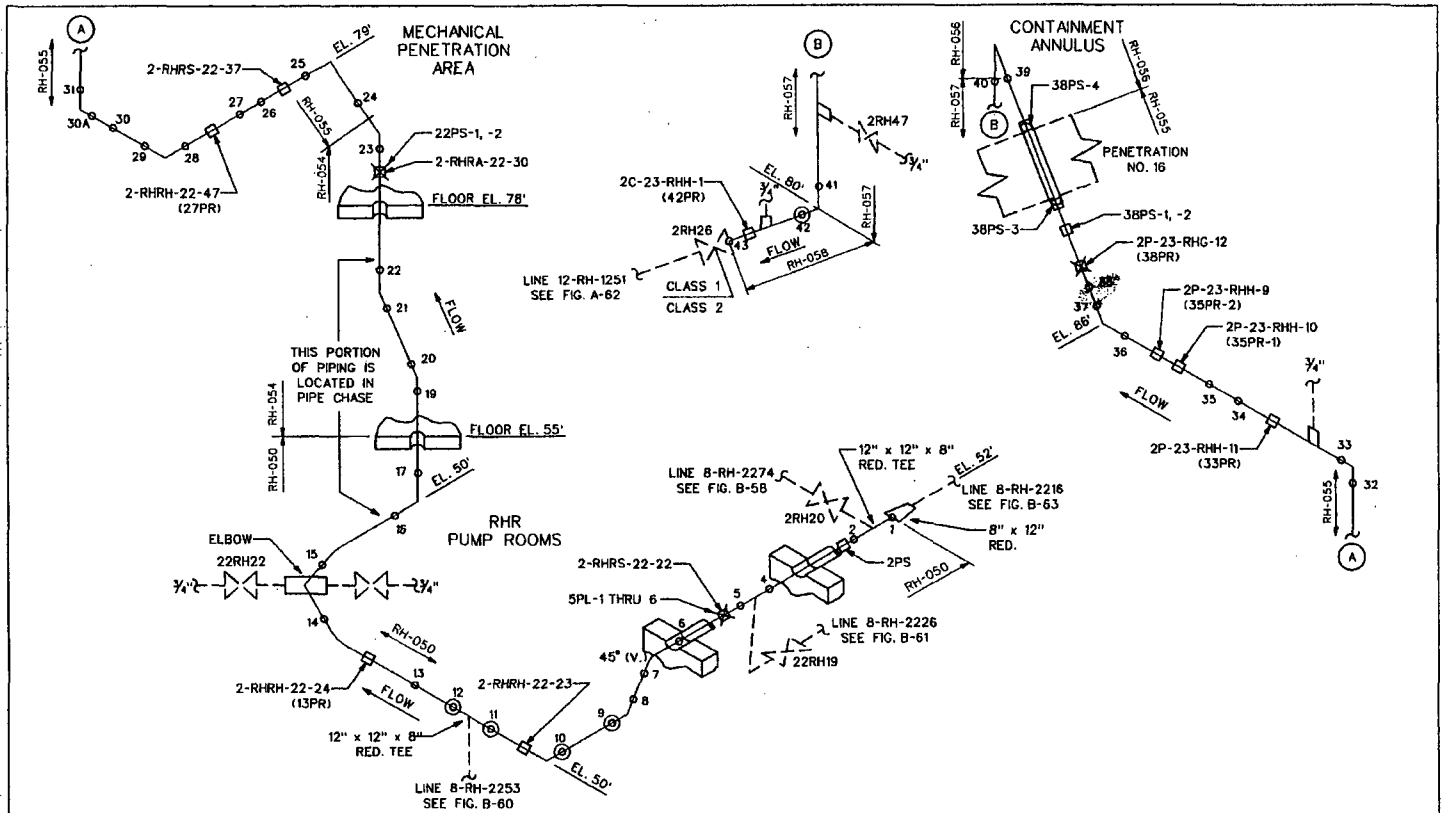 A
RH-055
31
30A
30
29
28
27
26
25
2-RHRS-22-37
2-RHRH-22-47
(27PR)
EL. 79'
MECHANICAL
PENETRATION
AREA
24
RH-055
RH-054
23
22PS-1, -2
2-RHRA-22-30
FLOOR EL. 78'
22
21
FLOW
20
19
THIS PORTION
OF PIPING IS
LOCATED IN
PIPE CHASE
RH-054
RH-050
FLOOR EL. 55'
17
EL. 50'
16
RHR
PUMP ROOMS
ELBOW
15
22RH22
3/4"
3/4"
14
RH-050
13
FLOW
2-RHRH-22-24
(13PR)
12
11
12" x 12" x 8"
RED. TEE
LINE 8-RH-2253
SEE FIG. B-60
2-RHRH-22-23
EL. 50'
10
9
8
7
45° (V.)
6
5PL-1 THRU 6
2-RHRS-22-22
5
4
22RH19
LINE 8-RH-2226
SEE FIG. B-61
2PS
2
1
LINE 8-RH-2274
SEE FIG. B-58
2RH20
12" x 12" x 8"
RED. TEE
EL. 52'
LINE 8-RH-2216
SEE FIG. B-63
8" x 12"
RED.
RH-050
B
RH-057
2RH47
3/4"
41
EL. 80'
RH-057
42
3/4"
2C-23-RHH-1
(42PR)
2RH26
43
FLOW
RH-058
LINE 12-RH-1251
SEE FIG. A-62
CLASS 1
CLASS 2
CONTAINMENT
ANNULUS
RH-056
RH-057
39
40
B
38PS-4
RH-056
RH-055
PENETRATION
NO. 16
38PS-3
38PS-1, -2
2P-23-RHG-12
(38PR)
37
EL. 86'
36
2P-23-RHH-9
(35PR-2)
2P-23-RHH-10
(35PR-1)
35
34
FLOW
2P-23-RHH-11
(33PR)
3/4"
33
32
RH-055
A